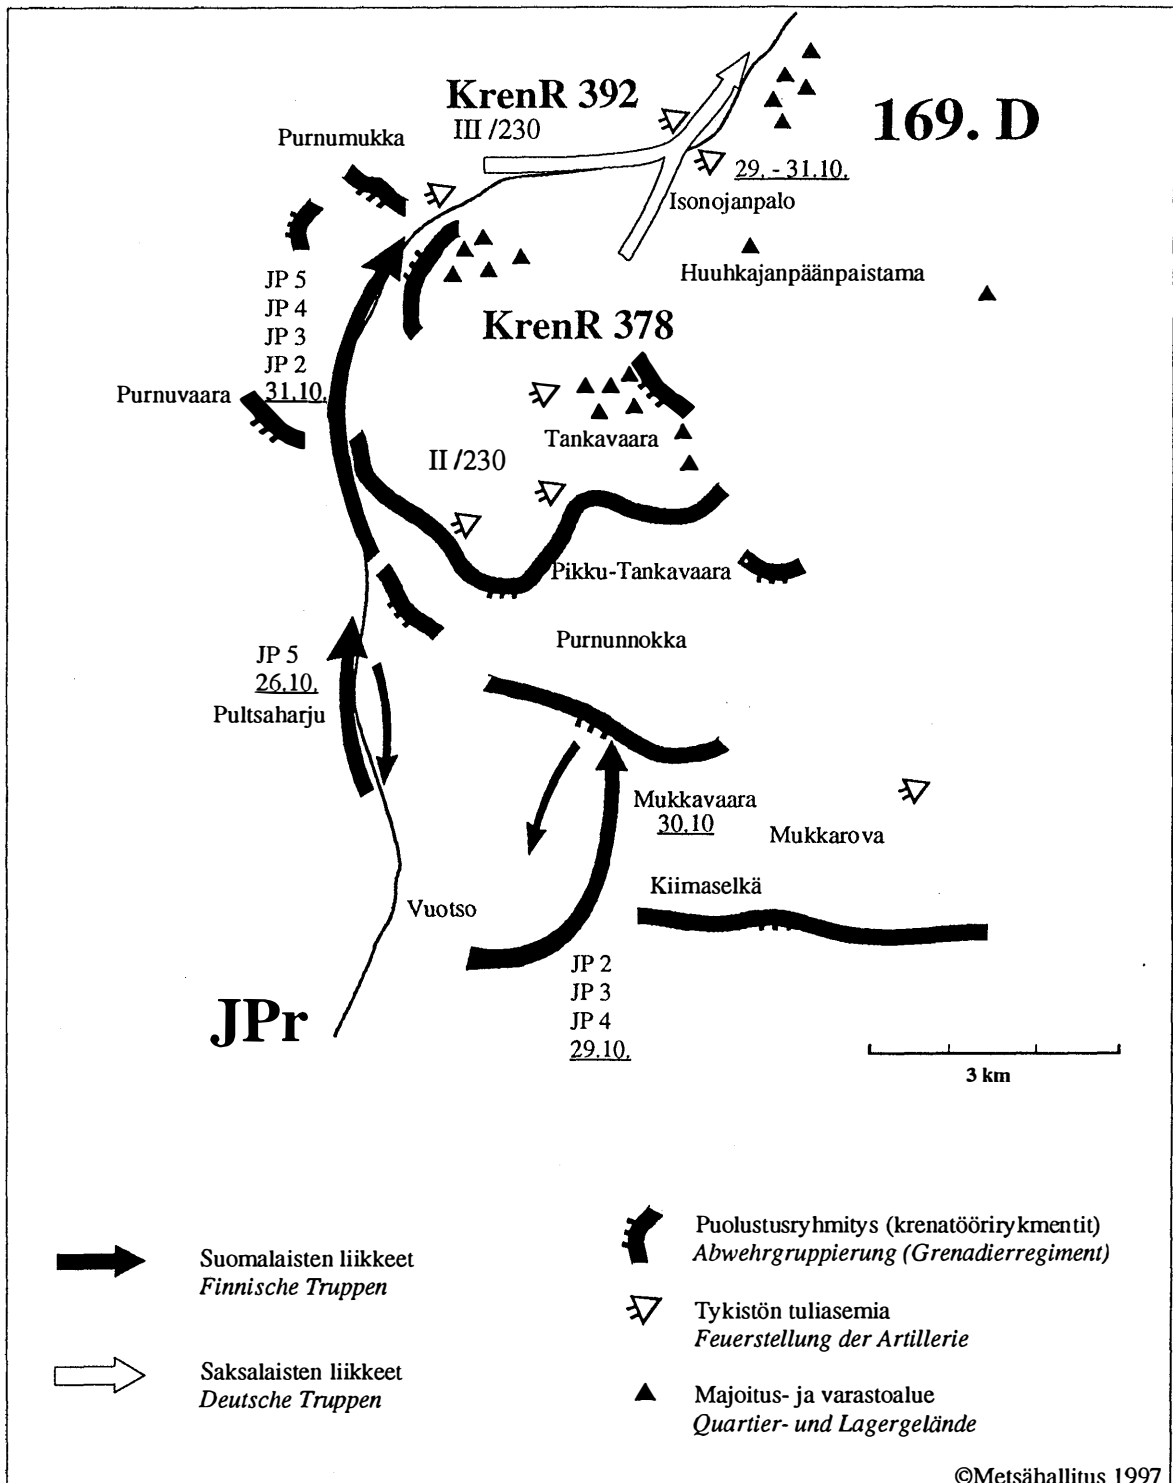 KrenR 392
III /230
169. D
Purnumukka
29. - 31.10.
Isonojanpalo
Huuhkajanpäänpaistama
JP 5
JP 4
JP 3
JP 2
31.10.
KrenR 378
Purnuvaara
Tankavaara
II /230
Pikku-Tankavaara
Purnunnokka
JP 5
26.10.
Pultsaharju
Mukkavaara
30.10
Mukkarova
Kiimaselkä
Vuotso
JP 2
JP 3
JP 4
29.10.
JPr
3 km
Suomalaisten liikkeet
Finnische Truppen
Saksalaisten liikkeet
Deutsche Truppen
Puolustusryhmitys (krenatöörirykmentit)
Abwehrgruppierung (Grenadierregiment)
Tykistön tuliasemia
Feuerstellung der Artillerie
Majoitus- ja varastoalue
Quartier- und Lagergelände
©Metsähallitus 1997